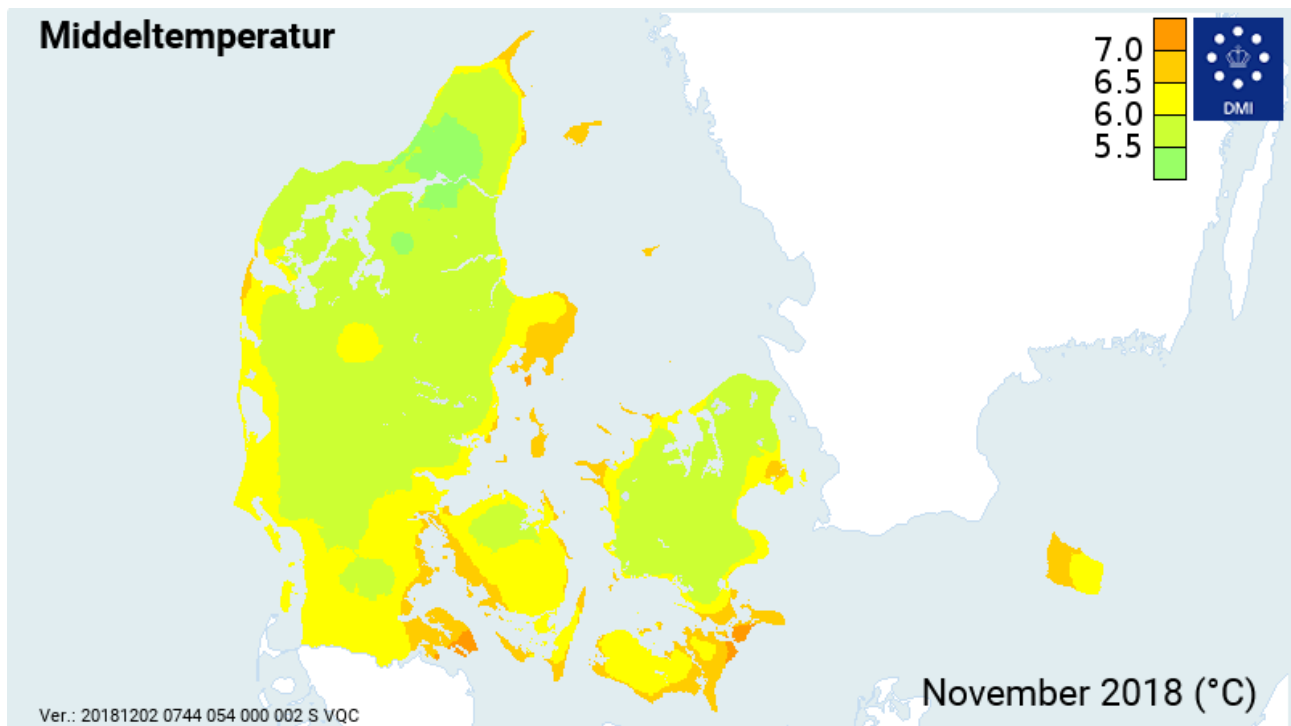 Middeltemperatur
7.0
6.5
6.0
5.5
DMI
November 2018 (°C)
Ver.: 20181202 0744 054 000 002 S VQC